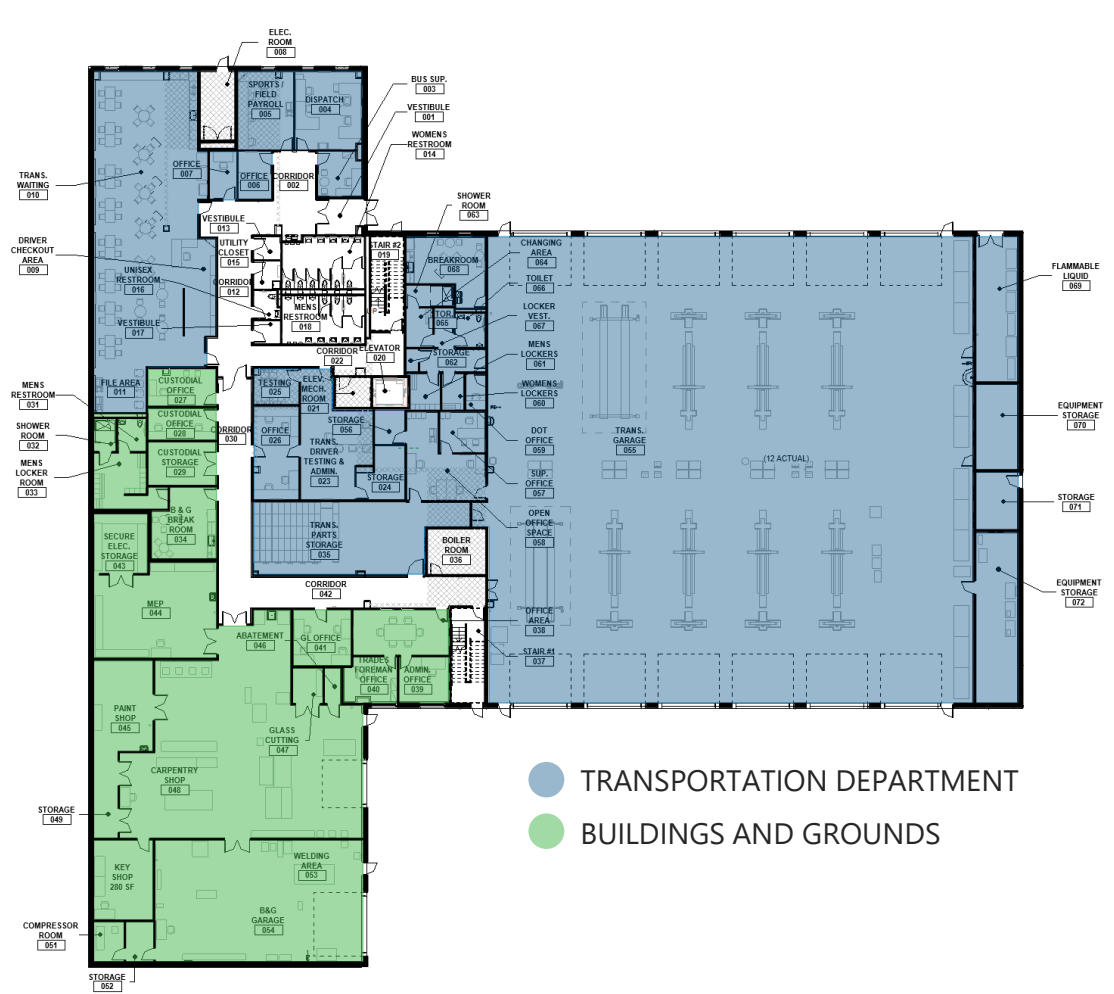 ELEC.
ROOM
008
SPORTS /
FIELD
PAYROLL
005
DISPATCH
004
BUS SUP.
003
VESTIBULE
001
WOMENS
RESTROOM
014
OFFICE
007
OFFICE
006
CORRIDOR
002
TRANS.
WAITING
010
VESTIBULE
013
SHOWER
ROOM
063
DRIVER
CHECKOUT
AREA
009
UTILITY
CLOSET
015
STAIR #2
019
BREAKROOM
068
CHANGING
AREA
064
FLAMMABLE
LIQUID
069
UNISEX
RESTROOM
016
CORRIDOR
012
TOILET
066
VESTIBULE
017
MENS
RESTROOM
018
UP
STOR.
065
LOCKER
VEST.
067
CORRIDOR
022
ELEVATOR
020
STORAGE
062
MENS
LOCKERS
061
FILE AREA
011
CUSTODIAL
OFFICE
027
TESTING
025
ELEV.
MECH.
ROOM
021
WOMENS
LOCKERS
060
MENS
RESTROOM
031
CUSTODIAL
OFFICE
028
CORRIDOR
030
OFFICE
026
STORAGE
056
DOT
OFFICE
059
TRANS.
GARAGE
055
EQUIPMENT
STORAGE
070
SHOWER
ROOM
032
CUSTODIAL
STORAGE
029
TRANS.
DRIVER
TESTING &
ADMIN.
023
STORAGE
024
SUP.
OFFICE
057
(12 ACTUAL)
MENS
LOCKER
ROOM
033
B & G
BREAK
ROOM
034
STORAGE
071
OPEN
OFFICE
SPACE
058
SECURE
ELEC.
STORAGE
043
TRANS.
PARTS
STORAGE
035
BOILER
ROOM
036
CORRIDOR
042
EQUIPMENT
STORAGE
072
MEP
044
ABATEMENT
046
GL OFFICE
041
OFFICE
AREA
038
STAIR #1
037
TRADES
FOREMAN
OFFICE
040
ADMIN.
OFFICE
039
PAINT
SHOP
045
GLASS
CUTTING
047
CARPENTRY
SHOP
048
STORAGE
049
TRANSPORTATION DEPARTMENT
BUILDINGS AND GROUNDS
KEY
SHOP
280 SF
WELDING
AREA
053
B&G
GARAGE
054
COMPRESSOR
ROOM
051
STORAGE
052